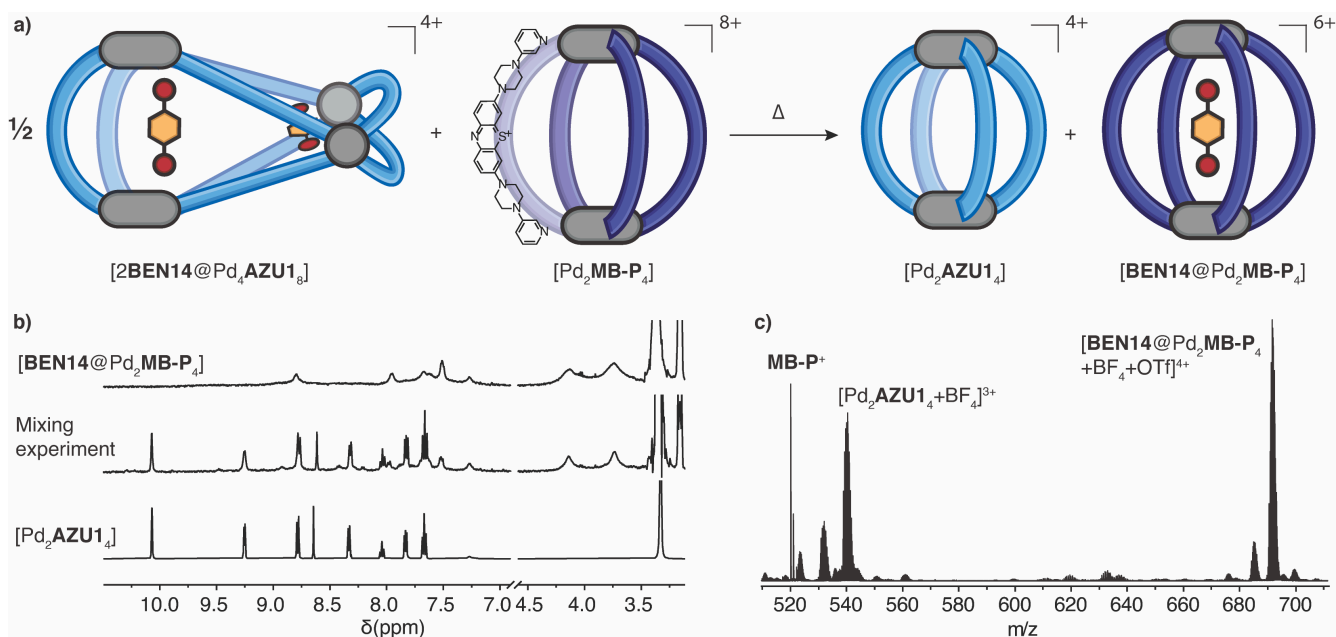 a)
4+
8+
4+
6+
½
+
N
N
N
N
S⁺
N
N
N
Δ
+
[2BEN14@Pd₄AZU1₈]
[Pd₂MB-P₄]
[Pd₂AZU1₄]
[BEN14@Pd₂MB-P₄]
b)
[BEN14@Pd₂MB-P₄]
Mixing
experiment
[Pd₂AZU1₄]
10.0 9.5 9.0 8.5 8.0 7.5 7.0 4.5 4.0 3.5
δ(ppm)
c)
MB-P⁺
[Pd₂AZU1₄+BF₄]³⁺
[BEN14@Pd₂MB-P₄
+BF₄+OTf]⁴⁺
520 540 560 580 600 620 640 660 680 700
m/z